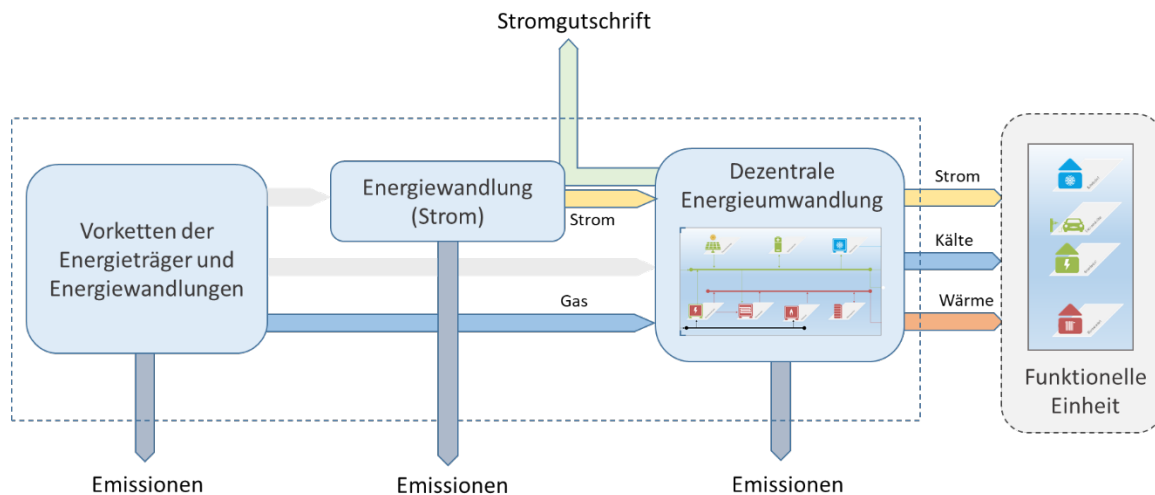 Stromgutschrift
Vorketten der
Energieträger und
Energiewandlungen
Energiewandlung
(Strom)
Strom
Gas
Dezentrale
Energieumwandlung
Strom
Kälte
Wärme
Funktionelle
Einheit
Emissionen
Emissionen
Emissionen